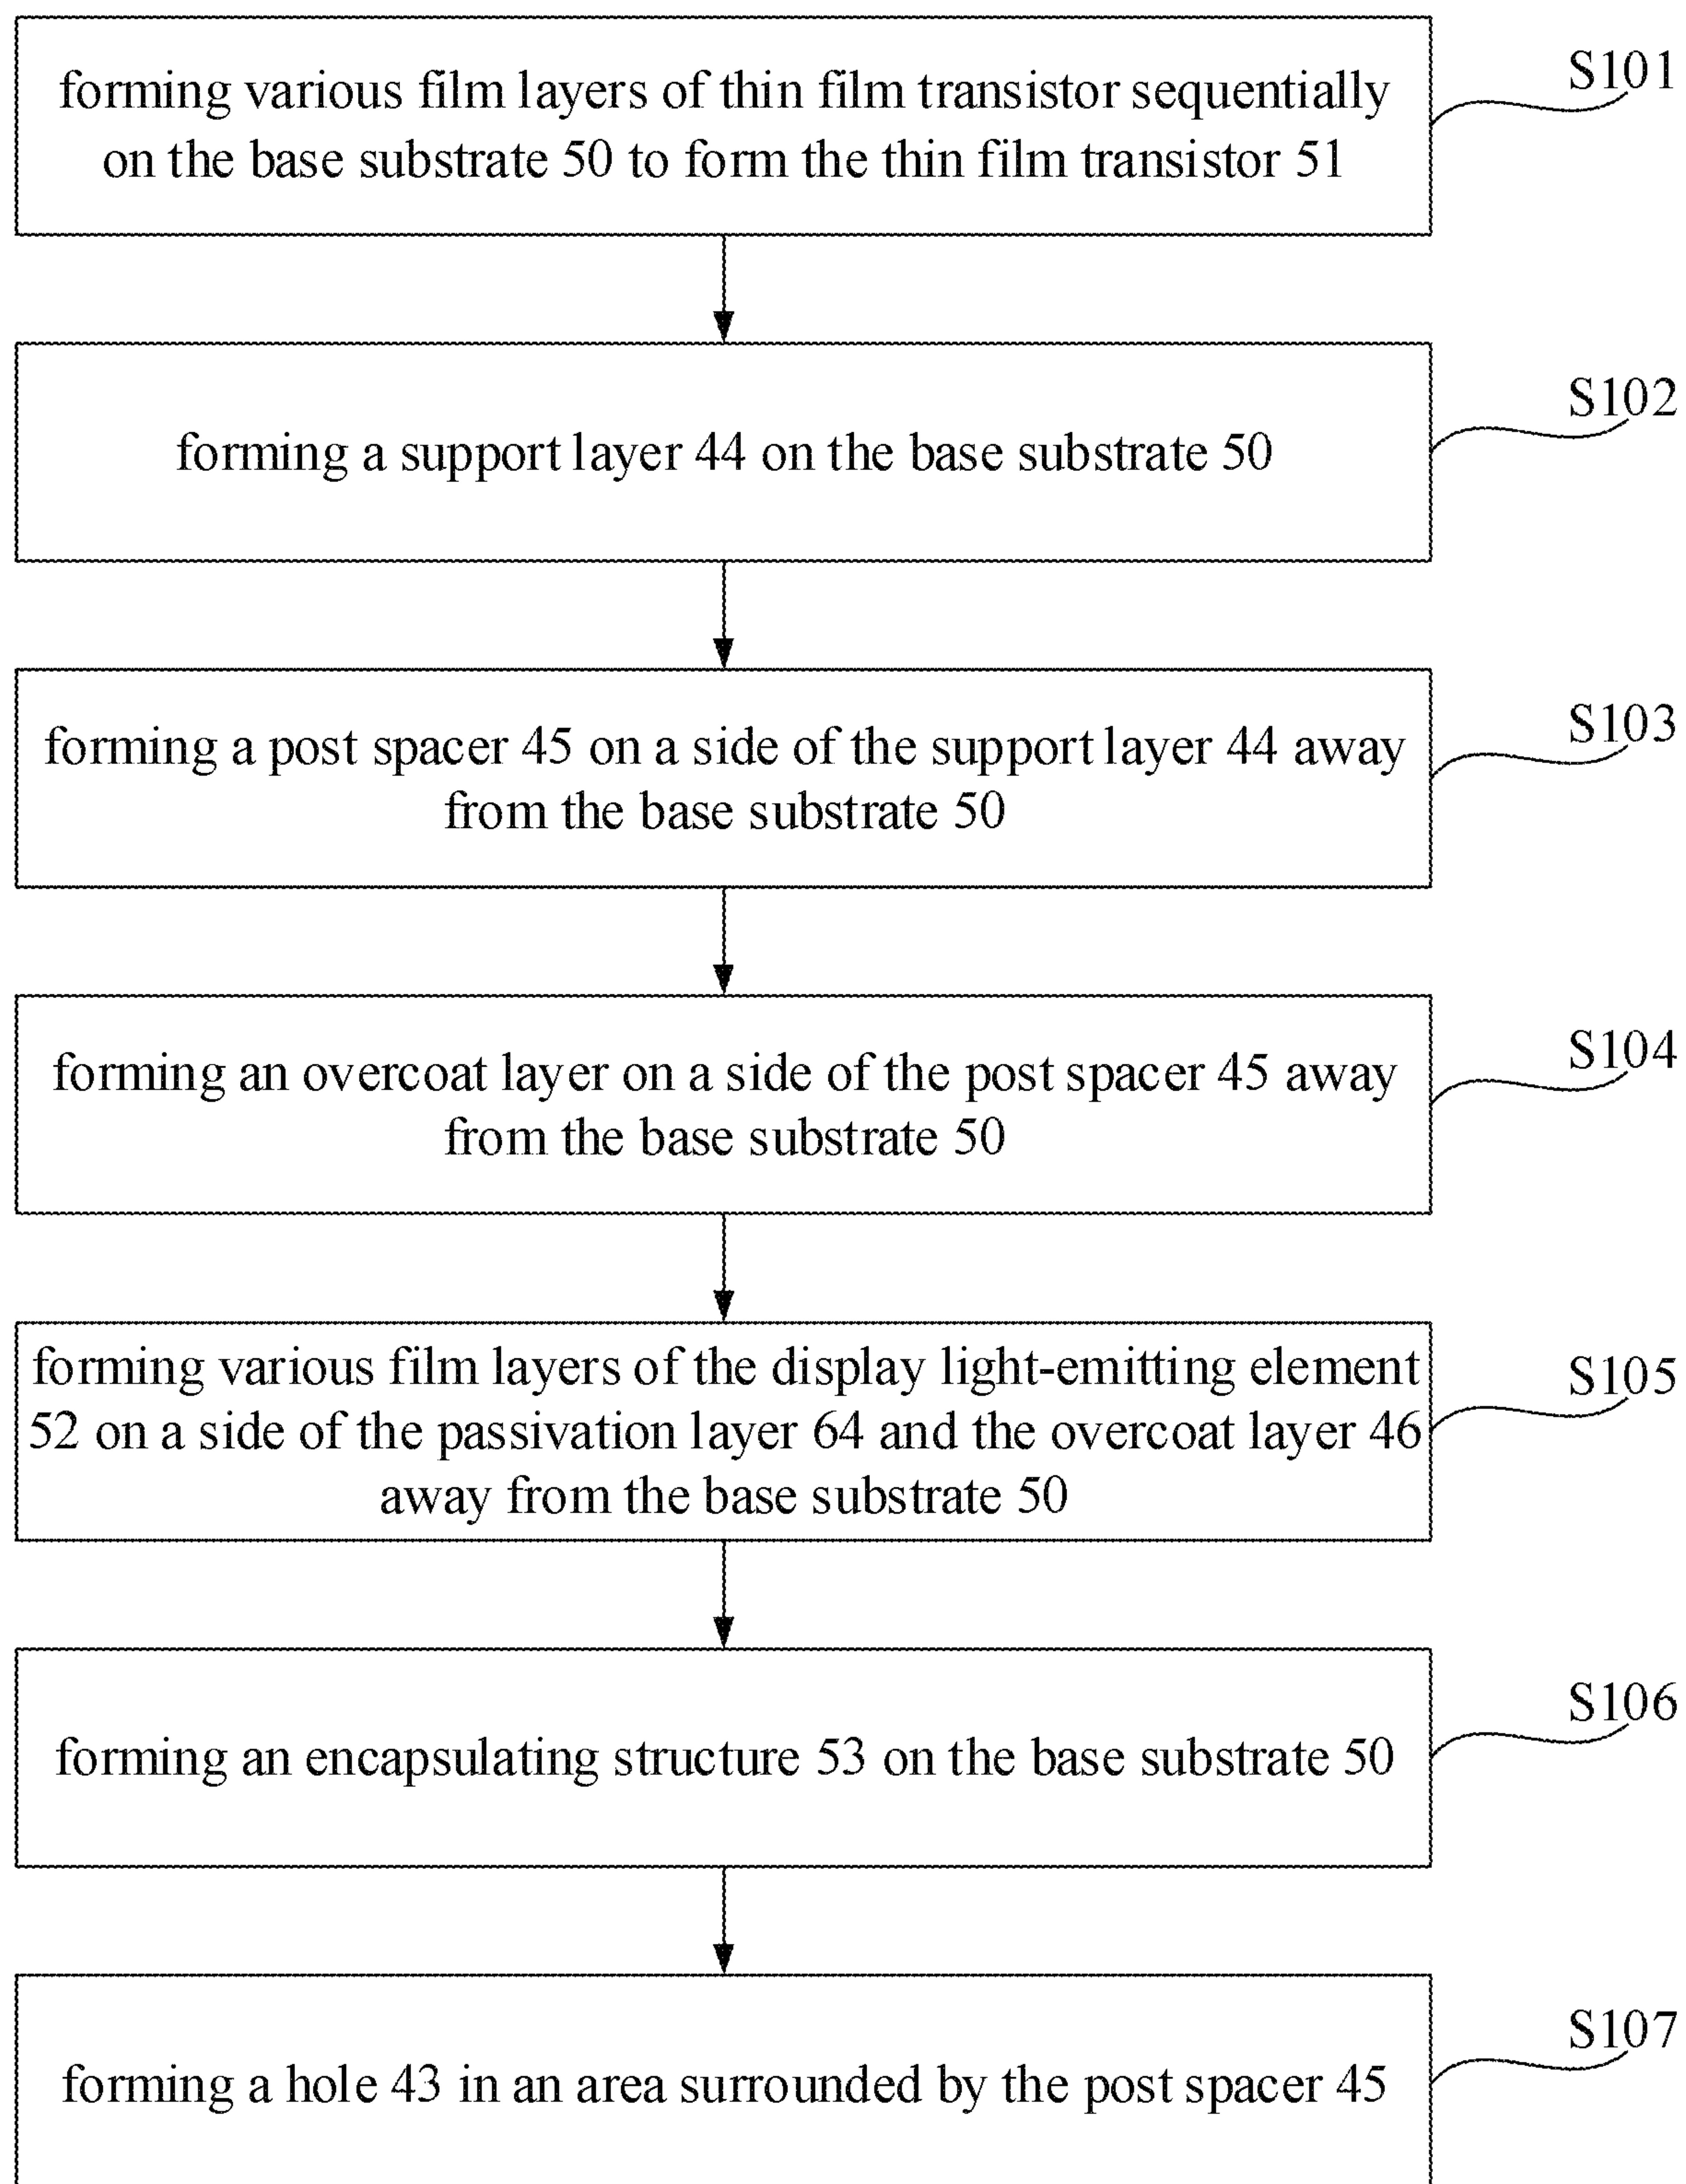 S101
forming various film layers of thin film transistor sequentially
on the base substrate 50 to form the thin film transistor 51
S102
forming a support layer 44 on the base substrate 50
S103
forming a post spacer 45 on a side of the support layer 44 away
from the base substrate 50
S104
forming an overcoat layer on a side of the post spacer 45 away
from the base substrate 50
S105
forming various film layers of the display light-emitting element
52 on a side of the passivation layer 64 and the overcoat layer 46
away from the base substrate 50
S106
forming an encapsulating structure 53 on the base substrate 50
S107
forming a hole 43 in an area surrounded by the post spacer 45